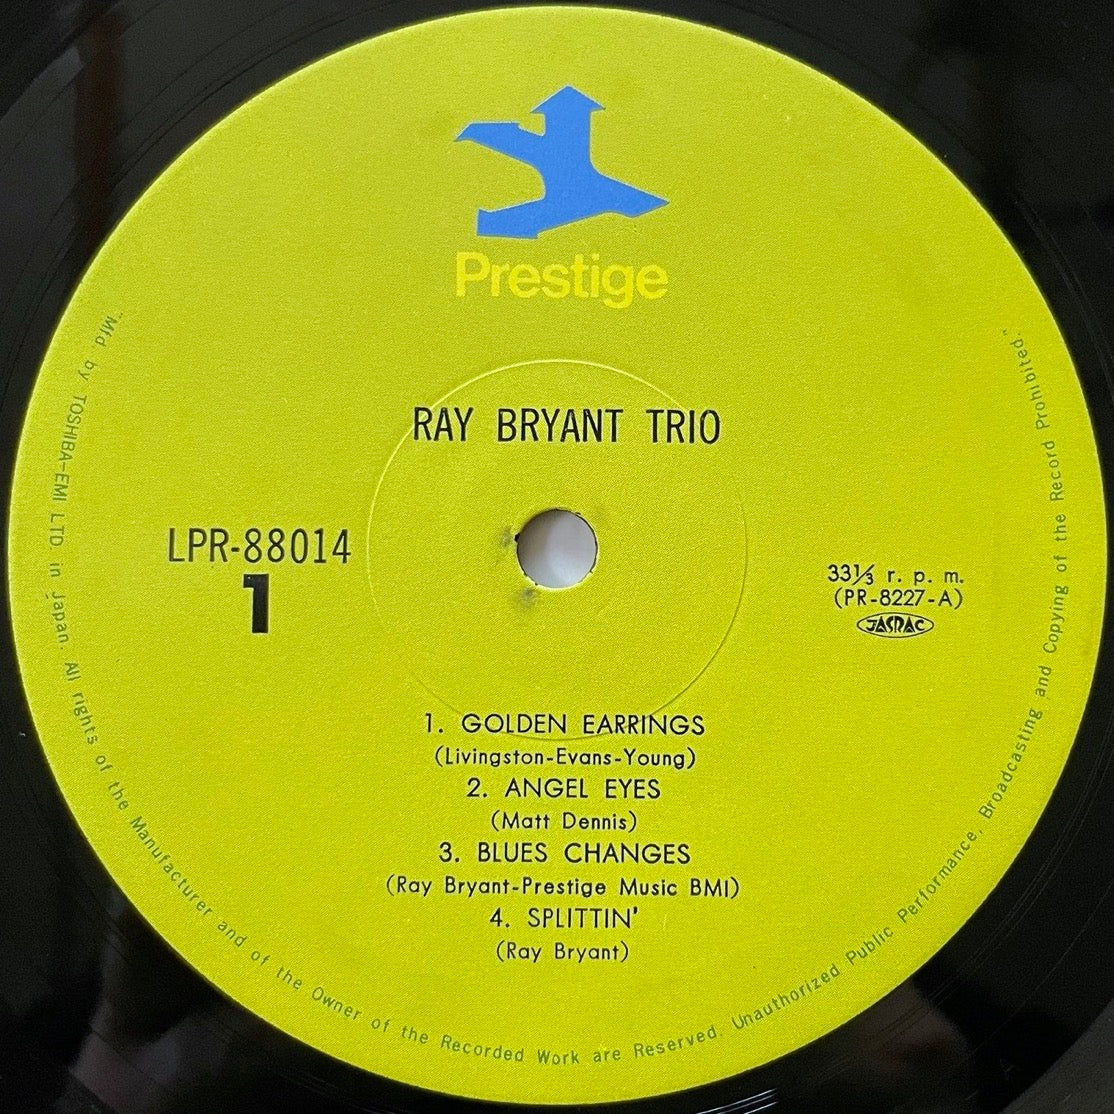 Prestige
RAY BRYANT TRIO
LPR-88014
1
33⅓ r. p. m.
(PR-8227-A)
JASRAC
1. GOLDEN EARRINGS
(Livingston-Evans-Young)
2. ANGEL EYES
(Matt Dennis)
3. BLUES CHANGES
(Ray Bryant-Prestige Music BMI)
4. SPLITTIN'
(Ray Bryant)
"Mfd by TOSHIBA-EMI LTD. in Japan. All rights of the Manufacturer and of the Owner of the Recorded Work are Reserved. Unauthorized Public Performance, Broadcasting and Copying of the Record Prohibited."